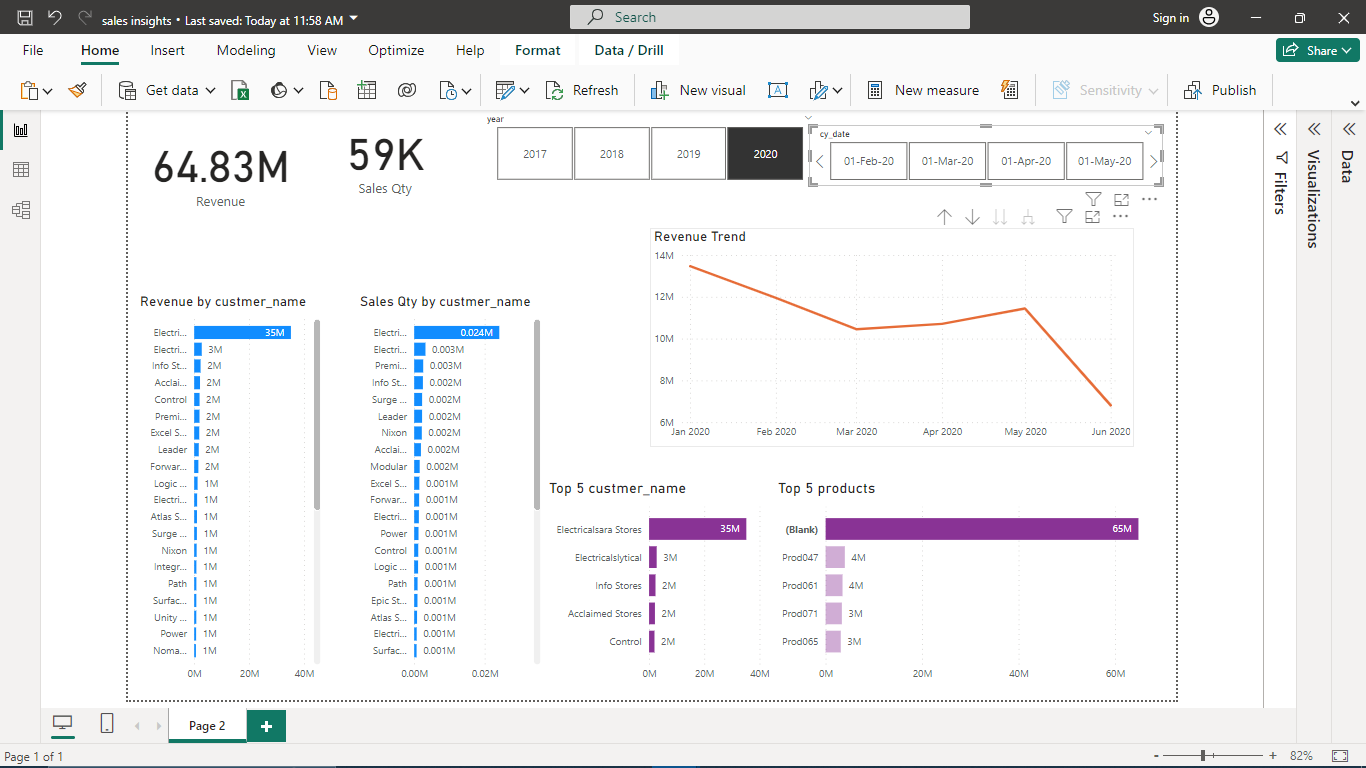 sales insights • Last saved: Today at 11:58 AM
Search
Sign in
File Home Insert Modeling View Optimize Help Format Data / Drill
Share
Get data
Refresh
New visual
New measure
Sensitivity
Publish
64.83M
Revenue
59K
Sales Qty
year
2017 2018 2019 2020
cy_date
01-Feb-20 01-Mar-20 01-Apr-20 01-May-20
Filters
Visualizations
Data
Revenue Trend
14M
12M
10M
8M
6M
Jan 2020 Feb 2020 Mar 2020 Apr 2020 May 2020 Jun 2020
Revenue by custmer_name
Electri... 35M
Electri... 3M
Info St... 2M
Acclai... 2M
Control 2M
Premi... 2M
Excel S... 2M
Leader 2M
Forwar... 2M
Logic ... 1M
Electri... 1M
Atlas S... 1M
Surge ... 1M
Nixon 1M
Integr... 1M
Path 1M
Surfac... 1M
Unity ... 1M
Power 1M
Noma... 1M
0M 20M 40M
Sales Qty by custmer_name
Electri... 0.024M
Electri... 0.003M
Premi... 0.003M
Info St... 0.002M
Surge ... 0.002M
Leader 0.002M
Nixon 0.002M
Acclai... 0.002M
Modular 0.002M
Excel S... 0.001M
Forwar... 0.001M
Electri... 0.001M
Power 0.001M
Control 0.001M
Logic ... 0.001M
Path 0.001M
Epic St... 0.001M
Atlas S... 0.001M
Electri... 0.001M
Surfac... 0.001M
0.00M 0.02M
Top 5 custmer_name
Electricalsara Stores 35M
Electricalslytical 3M
Info Stores 2M
Acclaimed Stores 2M
Control 2M
0M 20M 40M
Top 5 products
(Blank) 65M
Prod047 4M
Prod061 4M
Prod071 3M
Prod065 3M
0M 20M 40M 60M
Page 2
Page 1 of 1
- + 82%